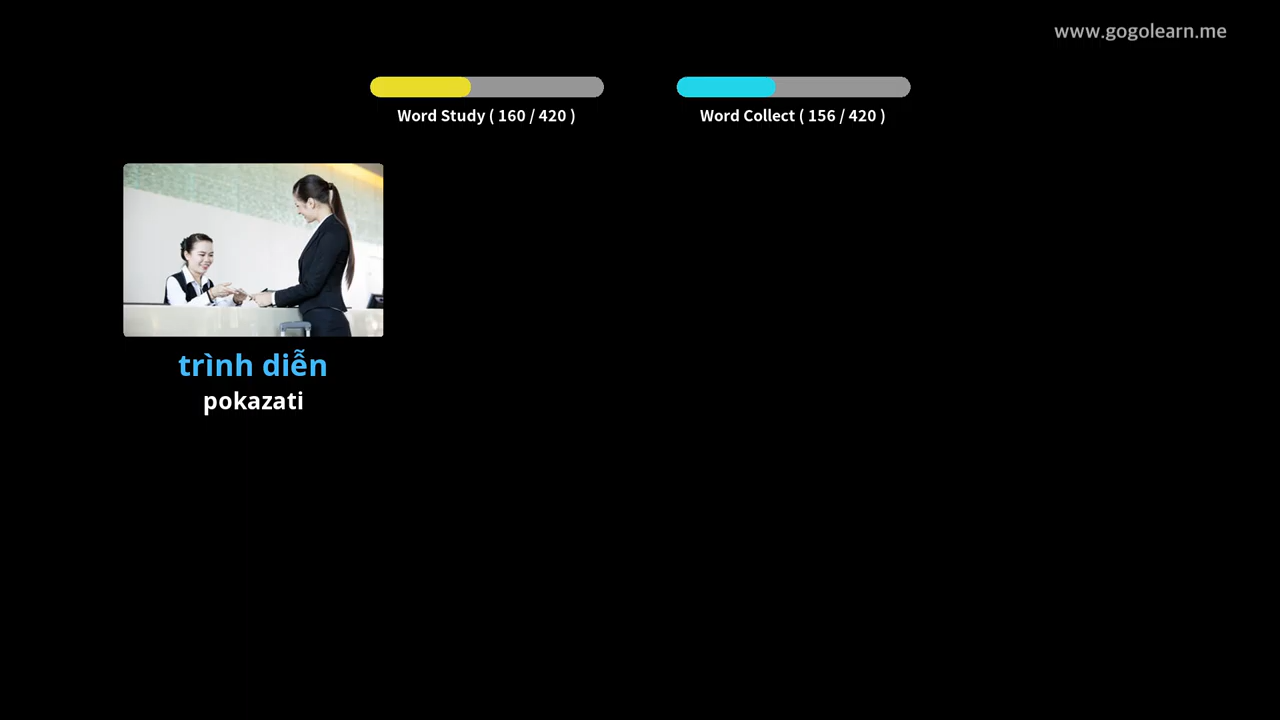 www.gogolearn.me
Word Study ( 160 / 420 )
Word Collect ( 156 / 420 )
trình diễn
pokazati